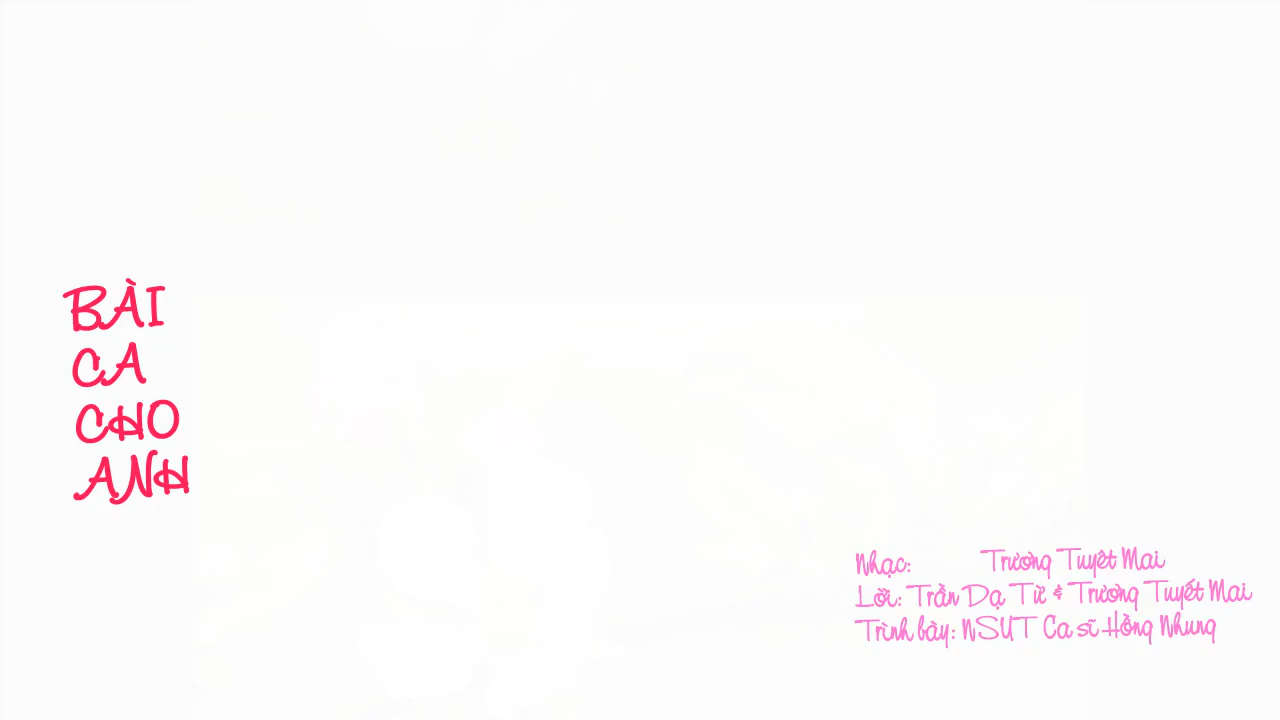 BÀI
CA
CHO
ANH
Nhạc: Trương Tuyết Mai
Lời: Trần Dạ Từ & Trương Tuyết Mai
Trình bày: NSUT Ca sĩ Hồng Nhung